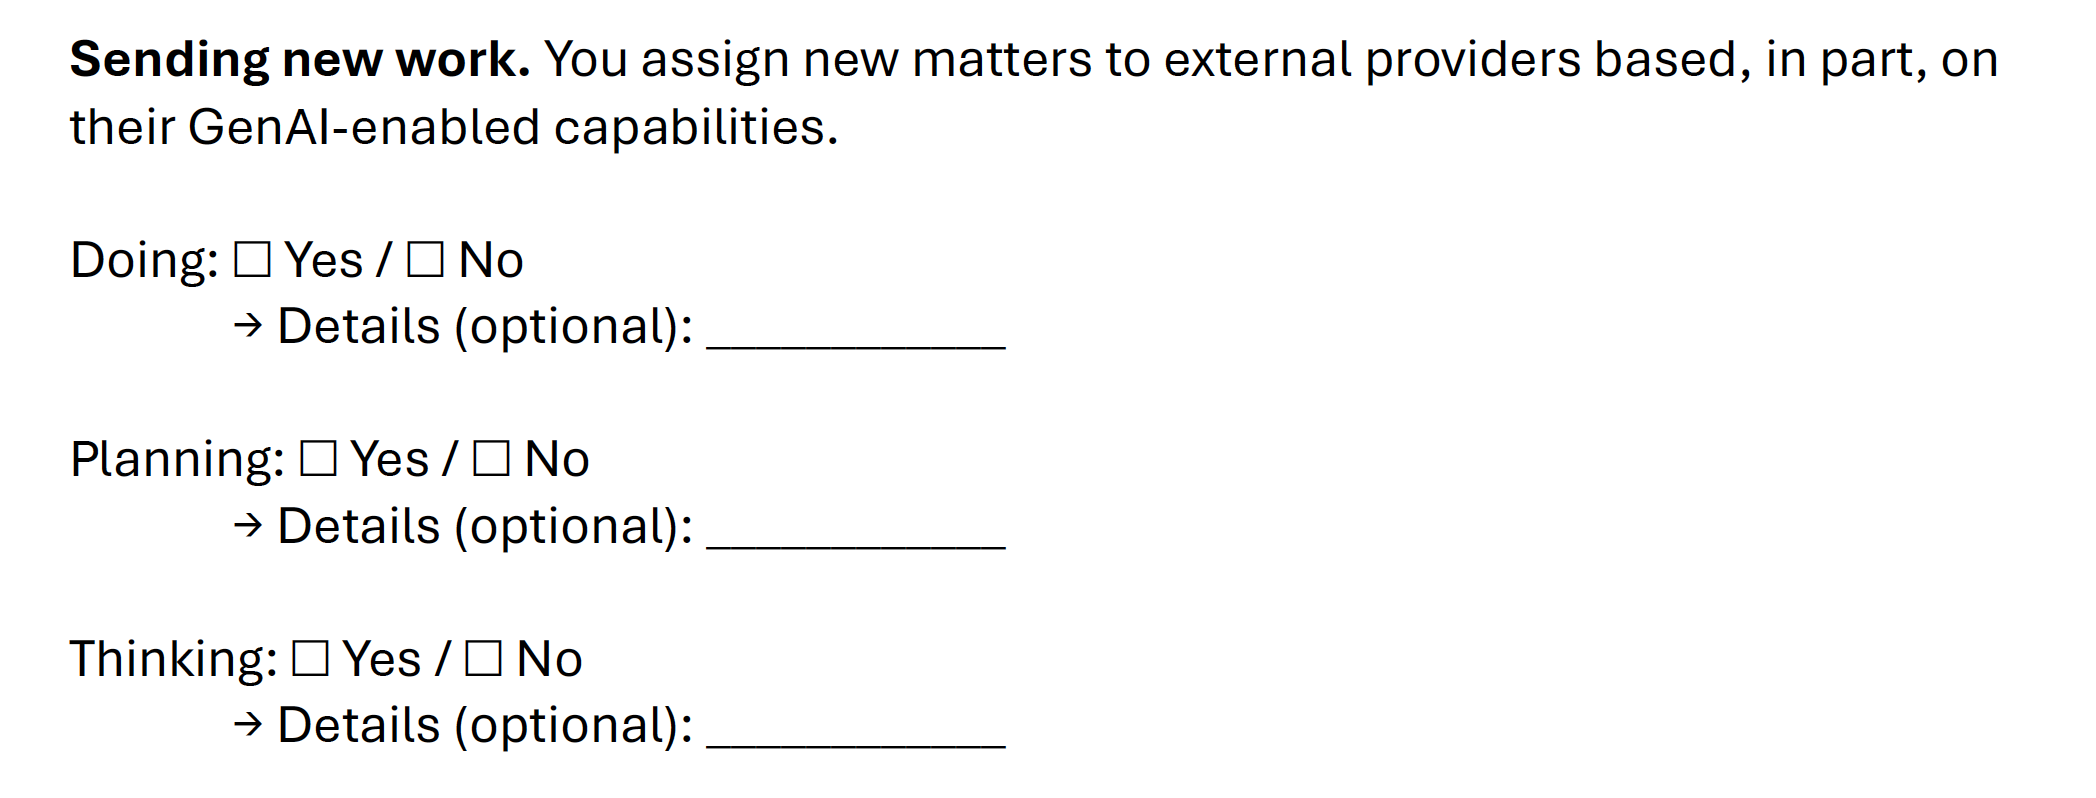 Sending new work. You assign new matters to external providers based, in part, on
their GenAI-enabled capabilities.
Doing: ☐ Yes / ☐ No
→ Details (optional): ____________
Planning: ☐ Yes / ☐ No
→ Details (optional): ____________
Thinking: ☐ Yes / ☐ No
→ Details (optional): ____________